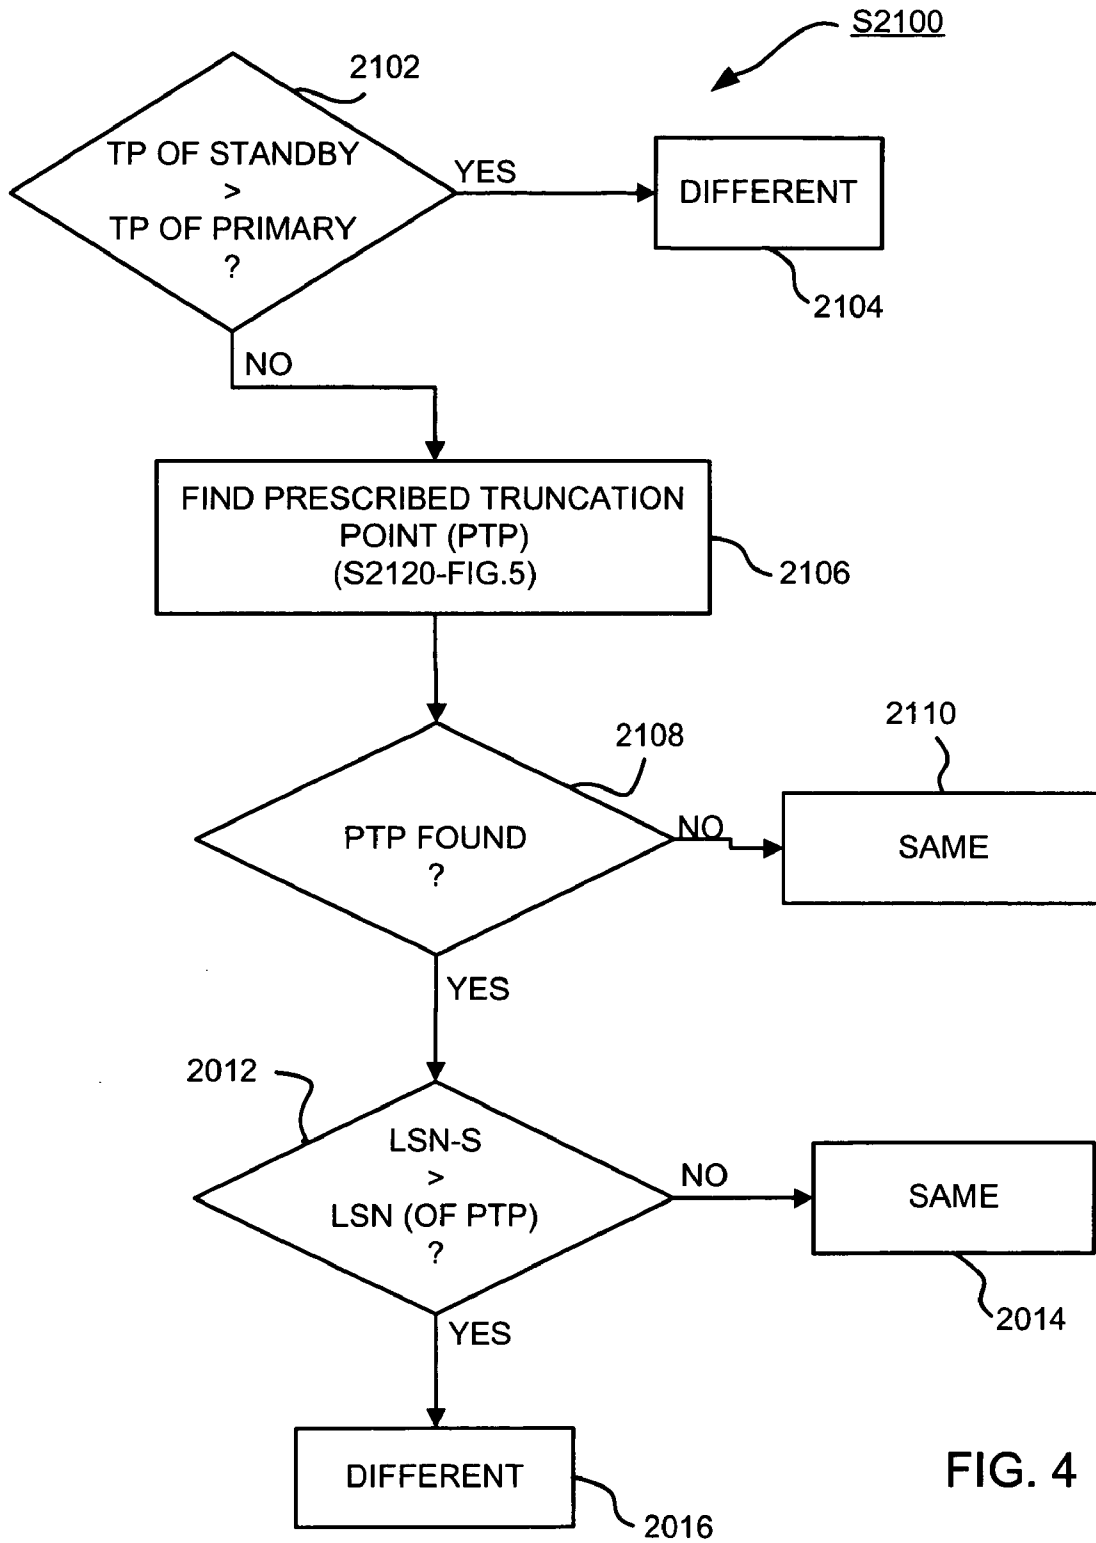 S2100
2102
TP OF STANDBY
>
TP OF PRIMARY
?
YES
DIFFERENT
2104
NO
FIND PRESCRIBED TRUNCATION
POINT (PTP)
(S2120-FIG.5)
2106
2108
2110
PTP FOUND
?
NO
SAME
YES
2012
LSN-S
>
LSN (OF PTP)
?
NO
SAME
2014
YES
DIFFERENT
2016
FIG. 4